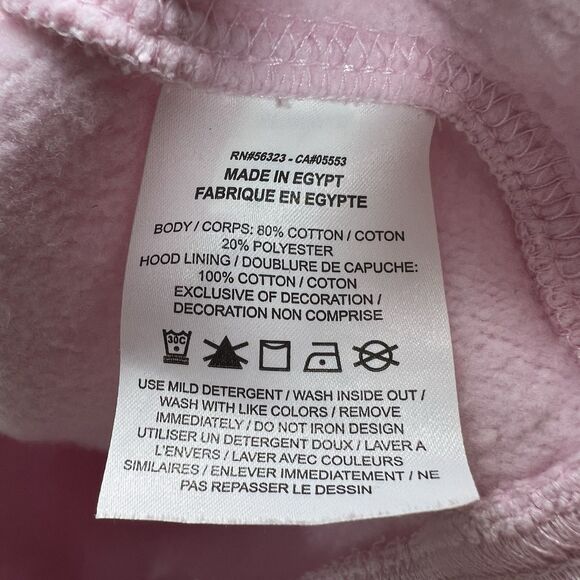 RN#56323 - CA#05553
MADE IN EGYPT
FABRIQUE EN EGYPTE
BODY / CORPS: 80% COTTON / COTON
20% POLYESTER
HOOD LINING / DOUBLURE DE CAPUCHE:
100% COTTON / COTON
EXCLUSIVE OF DECORATION /
DECORATION NON COMPRISE
30C
USE MILD DETERGENT / WASH INSIDE OUT /
WASH WITH LIKE COLORS / REMOVE
IMMEDIATELY / DO NOT IRON DESIGN
UTILISER UN DETERGENT DOUX / LAVER A
L'ENVERS / LAVER AVEC COULEURS
SIMILAIRES / ENLEVER IMMEDIATEMENT / NE
PAS REPASSER LE DESSIN